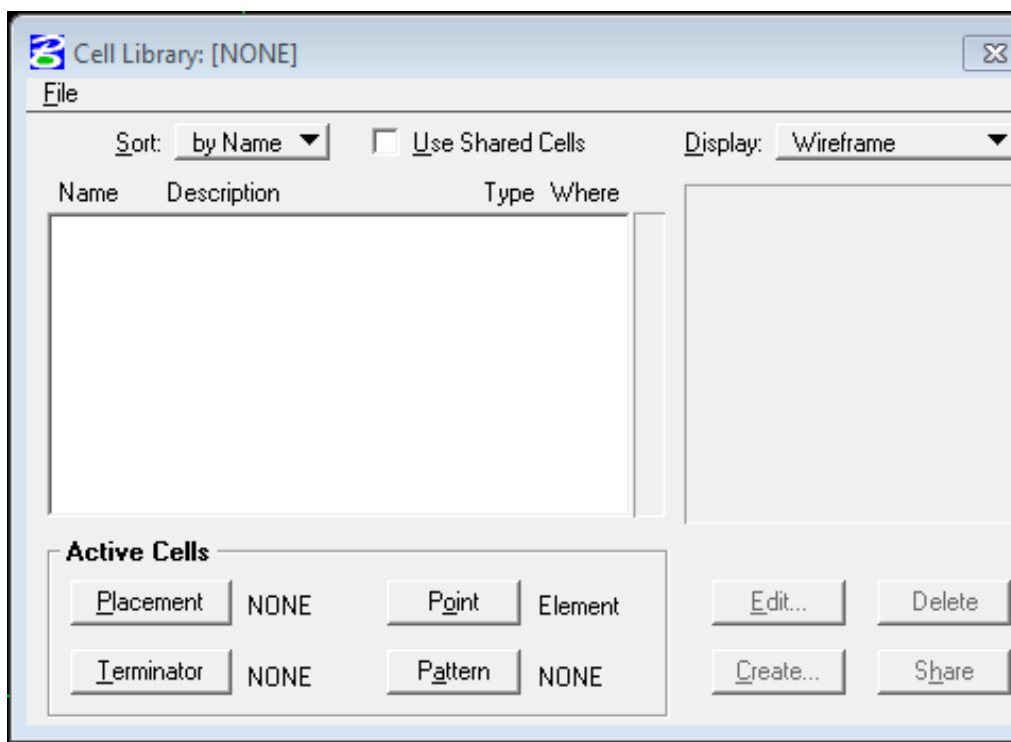 Cell Library: [NONE]
File
Sort: by Name Use Shared Cells Display: Wireframe
Name Description Type Where
Active Cells
Placement NONE Point Element Edit... Delete
Terminator NONE Pattern NONE Create... Share